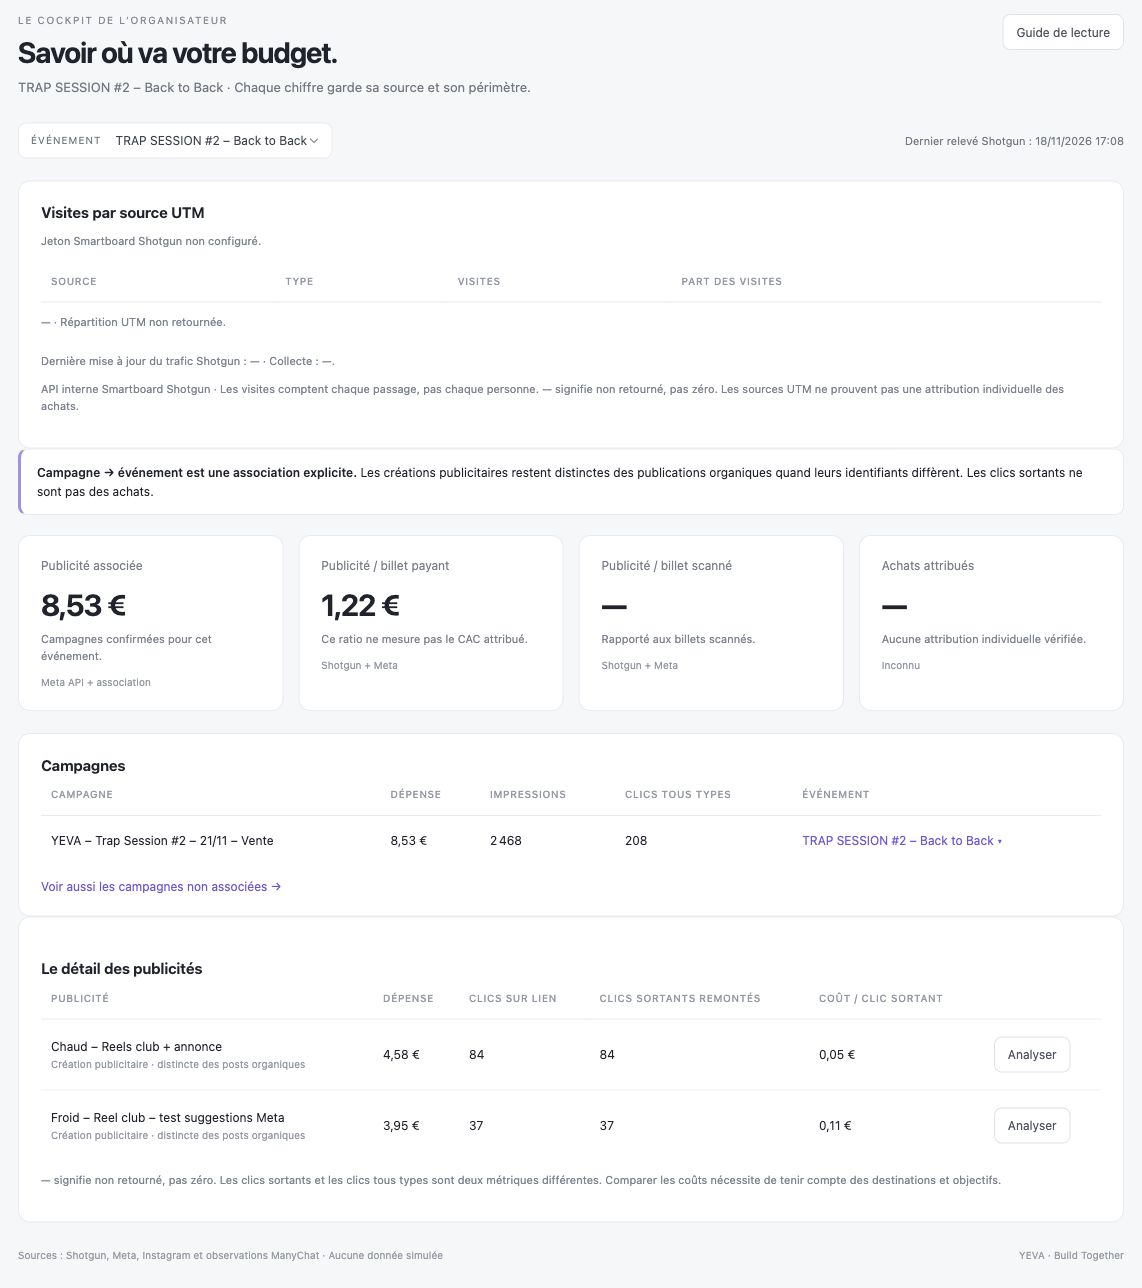 LE COCKPIT DE L'ORGANISATEUR
Savoir où va votre budget.
Guide de lecture
TRAP SESSION #2 – Back to Back · Chaque chiffre garde sa source et son périmètre.
ÉVÉNEMENT TRAP SESSION #2 – Back to Back
Dernier relevé Shotgun : 18/11/2026 17:08
Visites par source UTM
Jeton Smartboard Shotgun non configuré.
SOURCE TYPE VISITES PART DES VISITES
— · Répartition UTM non retournée.
Dernière mise à jour du trafic Shotgun : — · Collecte : —.
API interne Smartboard Shotgun · Les visites comptent chaque passage, pas chaque personne. — signifie non retourné, pas zéro. Les sources UTM ne prouvent pas une attribution individuelle des
achats.
Campagne → événement est une association explicite. Les créations publicitaires restent distinctes des publications organiques quand leurs identifiants diffèrent. Les clics sortants ne
sont pas des achats.
Publicité associée
8,53 €
Campagnes confirmées pour cet
événement.
Meta API + association
Publicité / billet payant
1,22 €
Ce ratio ne mesure pas le CAC attribué.
Shotgun + Meta
Publicité / billet scanné
—
Rapporté aux billets scannés.
Shotgun + Meta
Achats attribués
—
Aucune attribution individuelle vérifiée.
Inconnu
Campagnes
CAMPAGNE DÉPENSE IMPRESSIONS CLICS TOUS TYPES ÉVÉNEMENT
YEVA – Trap Session #2 – 21/11 – Vente 8,53 € 2 468 208 TRAP SESSION #2 – Back to Back ▾
Voir aussi les campagnes non associées →
Le détail des publicités
PUBLICITÉ DÉPENSE CLICS SUR LIEN CLICS SORTANTS REMONTÉS COÛT / CLIC SORTANT
Chaud – Reels club + annonce 4,58 € 84 84 0,05 € Analyser
Création publicitaire · distincte des posts organiques
Froid – Reel club – test suggestions Meta 3,95 € 37 37 0,11 € Analyser
Création publicitaire · distincte des posts organiques
— signifie non retourné, pas zéro. Les clics sortants et les clics tous types sont deux métriques différentes. Comparer les coûts nécessite de tenir compte des destinations et objectifs.
Sources : Shotgun, Meta, Instagram et observations ManyChat · Aucune donnée simulée
YEVA · Build Together